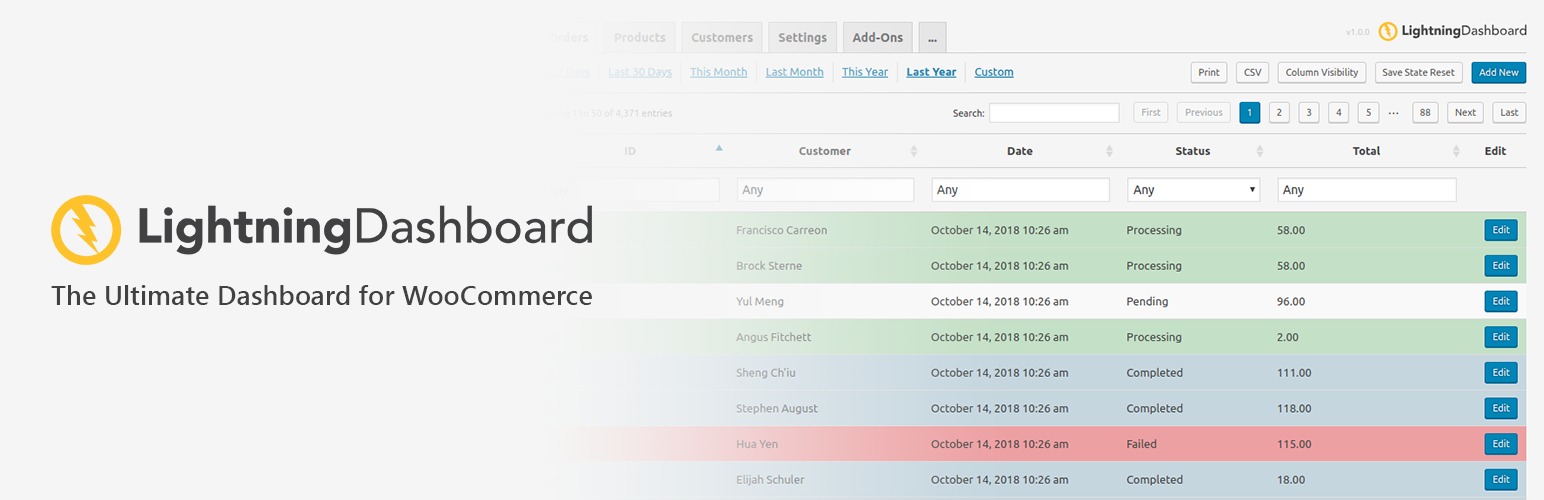 Orders Products Customers Settings Add-Ons ... v1.0.0 LightningDashboard
Last 30 Days This Month Last Month This Year Last Year Custom Print CSV Column Visibility Save State Reset Add New
1 to 50 of 4,371 entries Search: First Previous 1 2 3 4 5 ... 88 Next Last
ID Customer Date Status Total Edit
Any Any Any Any
LightningDashboard
The Ultimate Dashboard for WooCommerce
Francisco Carreon October 14, 2018 10:26 am Processing 58.00 Edit
Brock Sterne October 14, 2018 10:26 am Processing 58.00 Edit
Yul Meng October 14, 2018 10:26 am Pending 96.00 Edit
Angus Fitchett October 14, 2018 10:26 am Processing 2.00 Edit
Sheng Ch'iu October 14, 2018 10:26 am Completed 111.00 Edit
Stephen August October 14, 2018 10:26 am Completed 118.00 Edit
Hua Yen October 14, 2018 10:26 am Failed 115.00 Edit
Elijah Schuler October 14, 2018 10:26 am Completed 18.00 Edit